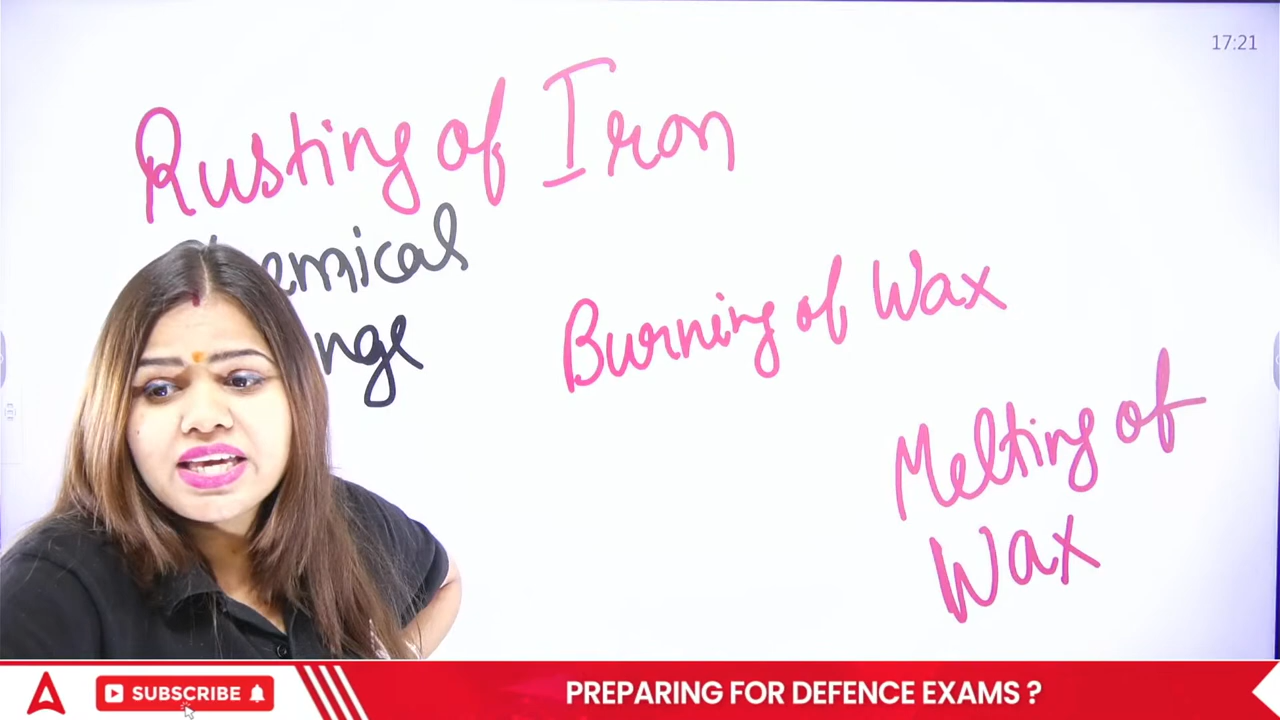 17:21
Rusting of Iron
emical
nge
Burning of Wax
Melting of
Wax
SUBSCRIBE
PREPARING FOR DEFENCE EXAMS ?